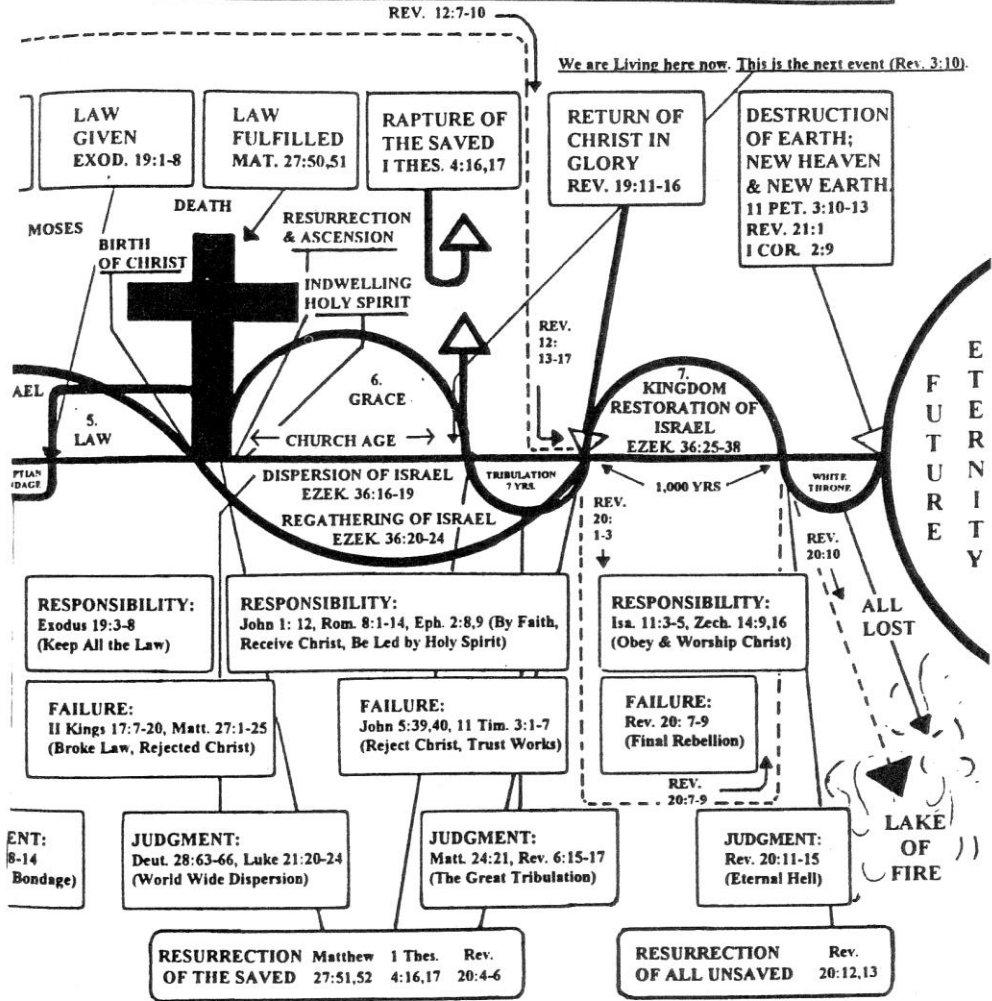 REV. 12:7-10
We are Living here now. This is the next event (Rev. 3:10).
LAW
GIVEN
EXOD. 19:1-8
LAW
FULFILLED
MAT. 27:50,51
RAPTURE OF
THE SAVED
I THES. 4:16,17
RETURN OF
CHRIST IN
GLORY
REV. 19:11-16
DESTRUCTION
OF EARTH;
NEW HEAVEN
& NEW EARTH
11 PET. 3:10-13
REV. 21:1
I COR. 2:9
MOSES
BIRTH
OF CHRIST
DEATH
RESURRECTION
& ASCENSION
INDWELLING
HOLY SPIRIT
REV.
12:
13-17
AEL
5.
LAW
PTIAN
DAGE
6.
GRACE
CHURCH AGE
DISPERSION OF ISRAEL
EZEK. 36:16-19
REGATHERING OF ISRAEL
EZEK. 36:20-24
TRIBULATION
7 YRS.
7.
KINGDOM
RESTORATION OF
ISRAEL
EZEK. 36:25-38
1,000 YRS
REV.
20:
1-3
WHITE
THRONE
REV.
20:10
FUTURE
ETERNITY
ALL
LOST
RESPONSIBILITY:
Exodus 19:3-8
(Keep All the Law)
RESPONSIBILITY:
John 1: 12, Rom. 8:1-14, Eph. 2:8,9 (By Faith,
Receive Christ, Be Led by Holy Spirit)
RESPONSIBILITY:
Isa. 11:3-5, Zech. 14:9,16
(Obey & Worship Christ)
FAILURE:
II Kings 17:7-20, Matt. 27:1-25
(Broke Law, Rejected Christ)
FAILURE:
John 5:39,40, 11 Tim. 3:1-7
(Reject Christ, Trust Works)
FAILURE:
Rev. 20: 7-9
(Final Rebellion)
REV.
20:7-9
LAKE
OF
FIRE
ENT:
8-14
Bondage)
JUDGMENT:
Deut. 28:63-66, Luke 21:20-24
(World Wide Dispersion)
JUDGMENT:
Matt. 24:21, Rev. 6:15-17
(The Great Tribulation)
JUDGMENT:
Rev. 20:11-15
(Eternal Hell)
RESURRECTION Matthew 1 Thes. Rev.
OF THE SAVED 27:51,52 4:16,17 20:4-6
RESURRECTION Rev.
OF ALL UNSAVED 20:12,13